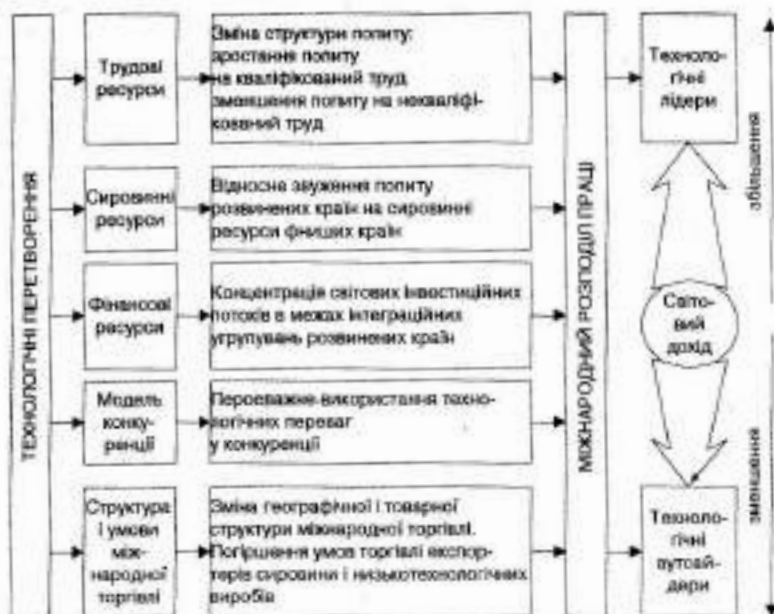 ТЕХНОЛОГІЧНІ ПЕРЕТВОРЕННЯ
Трудові
ресурси
Зміна структури попиту:
зростання попиту
на кваліфікований труд
зменшення попиту на некваліфі-
кований труд
Сировинні
ресурси
Відносне звуження попиту
розвинених країн на сировинні
ресурси фниших країн
Фінансові
ресурси
Концентрація світових інвостиційних
потоків в межах інтеграційних
угрупувань розвинених країн
Модель
конку-
ренції
Пероеважне-використання техно-
логічних переваг
у конкуренції
Структура
і умови
між-
народної
торгівлі
Зміна географічної і товарної
структури міжнародної торгівлі.
Погіршення умов торгівлі експор-
терів сировини і низькотехнологічних
виробів
МІЖНАРОДНИЙ РОЗПОДІЛ ПРАЦІ
Техноло-
гічні
лідери
Світо-
вий
дохід
Техноло-
гічні
аутсай-
дери
збільшення
зменшення